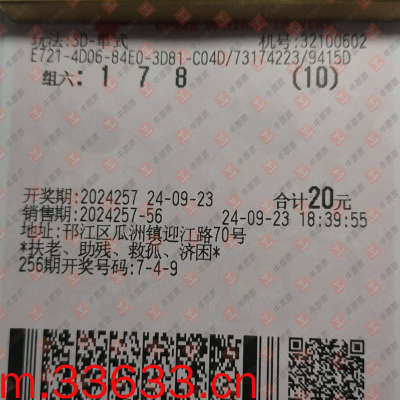 玩法:3D-单式 机号:32100602
E721-4D06-84E0-3D81-C04D/73174223/9415D
组六: 1 7 8 (10)
开奖期:2024257 24-09-23 合计20元
销售期:2024257-56 24-09-23 18:39:55
地址:邗江区瓜洲镇迎江路70号
*扶老、助残、救孤、济困*
256期开奖号码:7-4-9
m.33633.cn